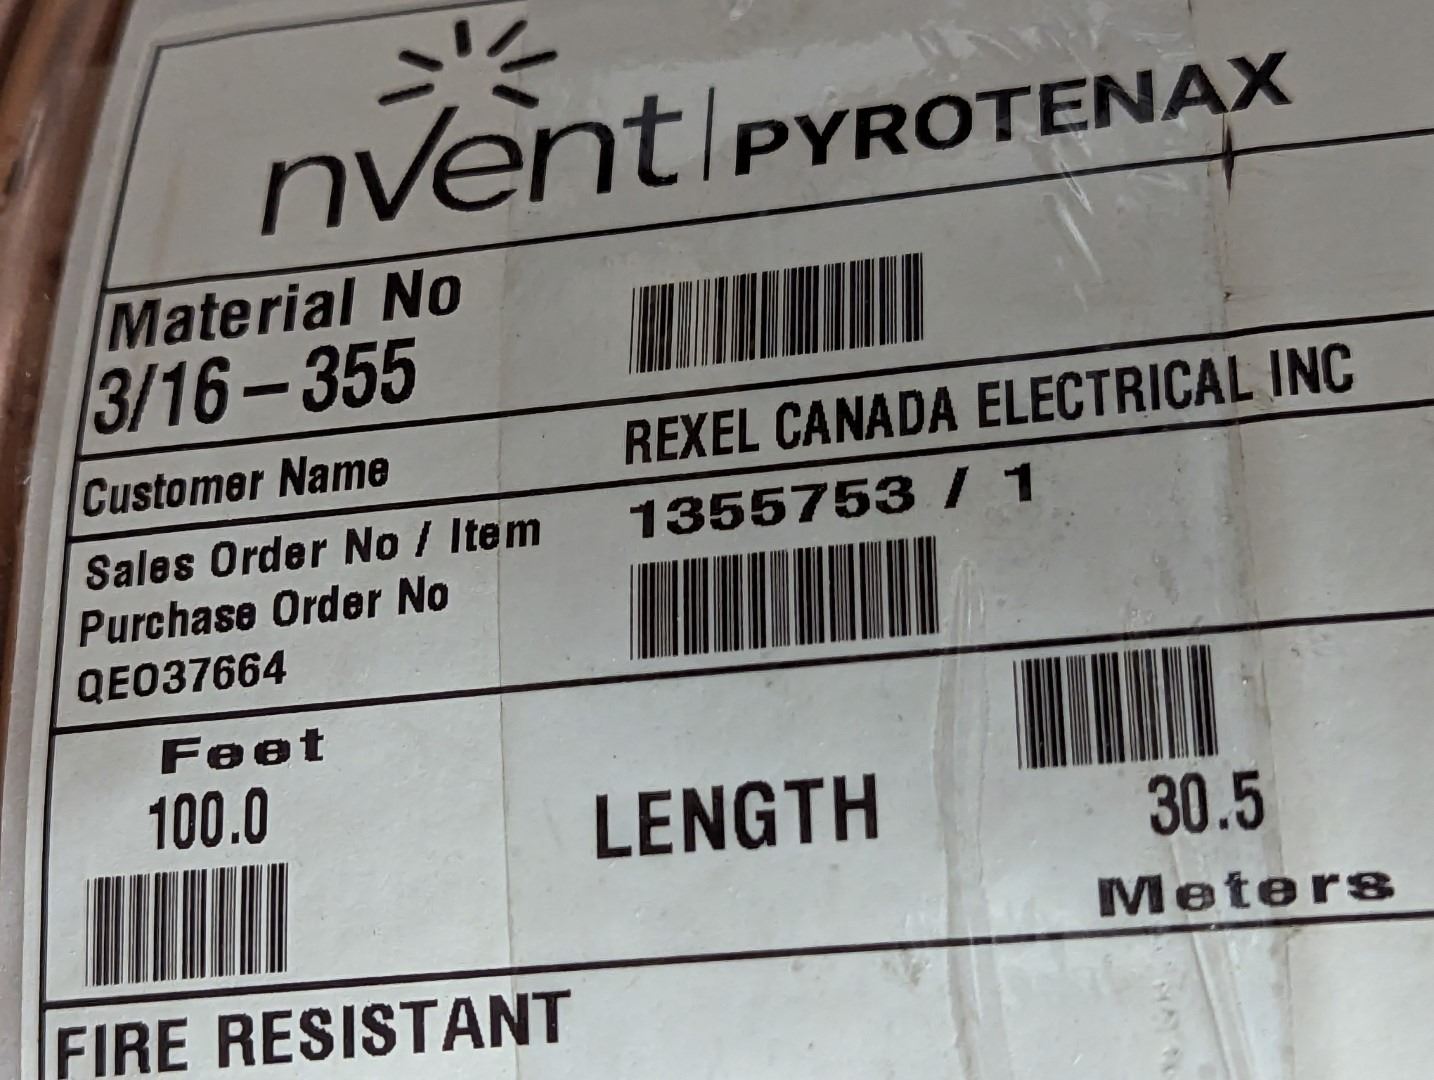 nvent | PYROTENAX
Material No
3/16-355
Customer Name
REXEL CANADA ELECTRICAL INC
Sales Order No / Item
1355753 / 1
Purchase Order No
QE037664
Feet
100.0
LENGTH
30.5
Meters
FIRE RESISTANT